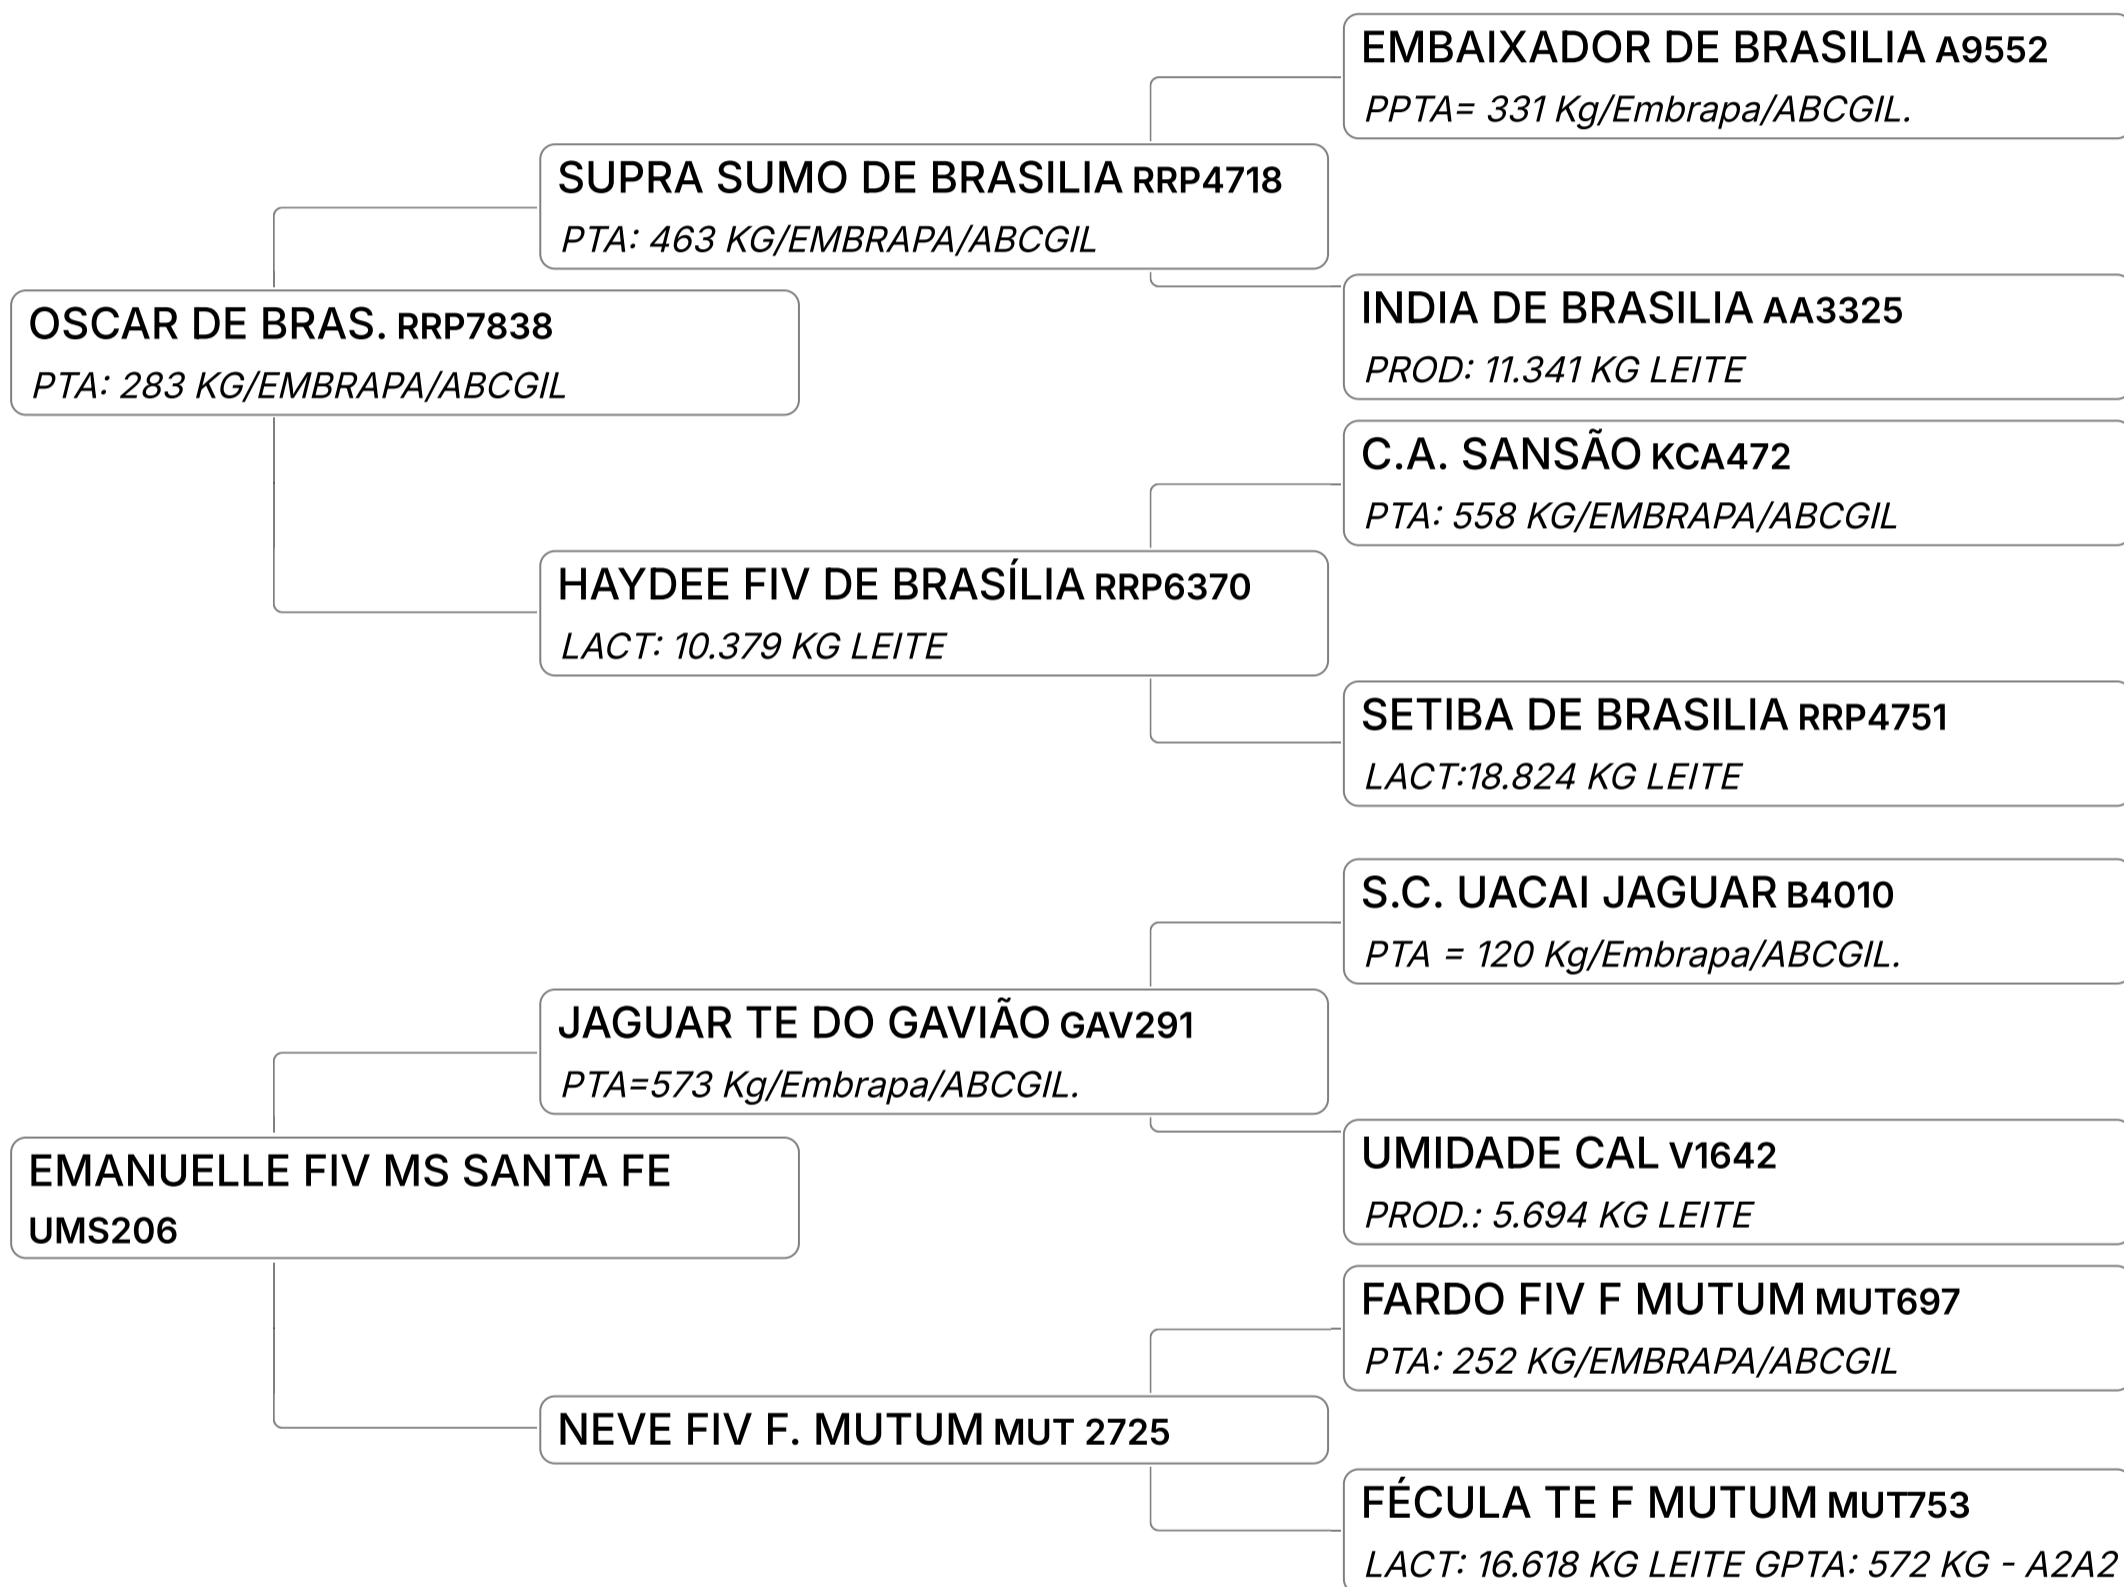 EMBAIXADOR DE BRASILIA A9552
PPTA= 331 Kg/Embrapa/ABCGIL.
SUPRA SUMO DE BRASILIA RRP4718
PTA: 463 KG/EMBRAPA/ABCGIL
INDIA DE BRASILIA AA3325
PROD: 11.341 KG LEITE
OSCAR DE BRAS. RRP7838
PTA: 283 KG/EMBRAPA/ABCGIL
C.A. SANSÃO KCA472
PTA: 558 KG/EMBRAPA/ABCGIL
HAYDEE FIV DE BRASÍLIA RRP6370
LACT: 10.379 KG LEITE
SETIBA DE BRASILIA RRP4751
LACT:18.824 KG LEITE
S.C. UACAI JAGUAR B4010
PTA = 120 Kg/Embrapa/ABCGIL.
JAGUAR TE DO GAVIÃO GAV291
PTA=573 Kg/Embrapa/ABCGIL.
UMIDADE CAL V1642
PROD.: 5.694 KG LEITE
EMANUELLE FIV MS SANTA FE
UMS206
FARDO FIV F MUTUM MUT697
PTA: 252 KG/EMBRAPA/ABCGIL
NEVE FIV F. MUTUM MUT 2725
FÉCULA TE F MUTUM MUT753
LACT: 16.618 KG LEITE GPTA: 572 KG - A2A2